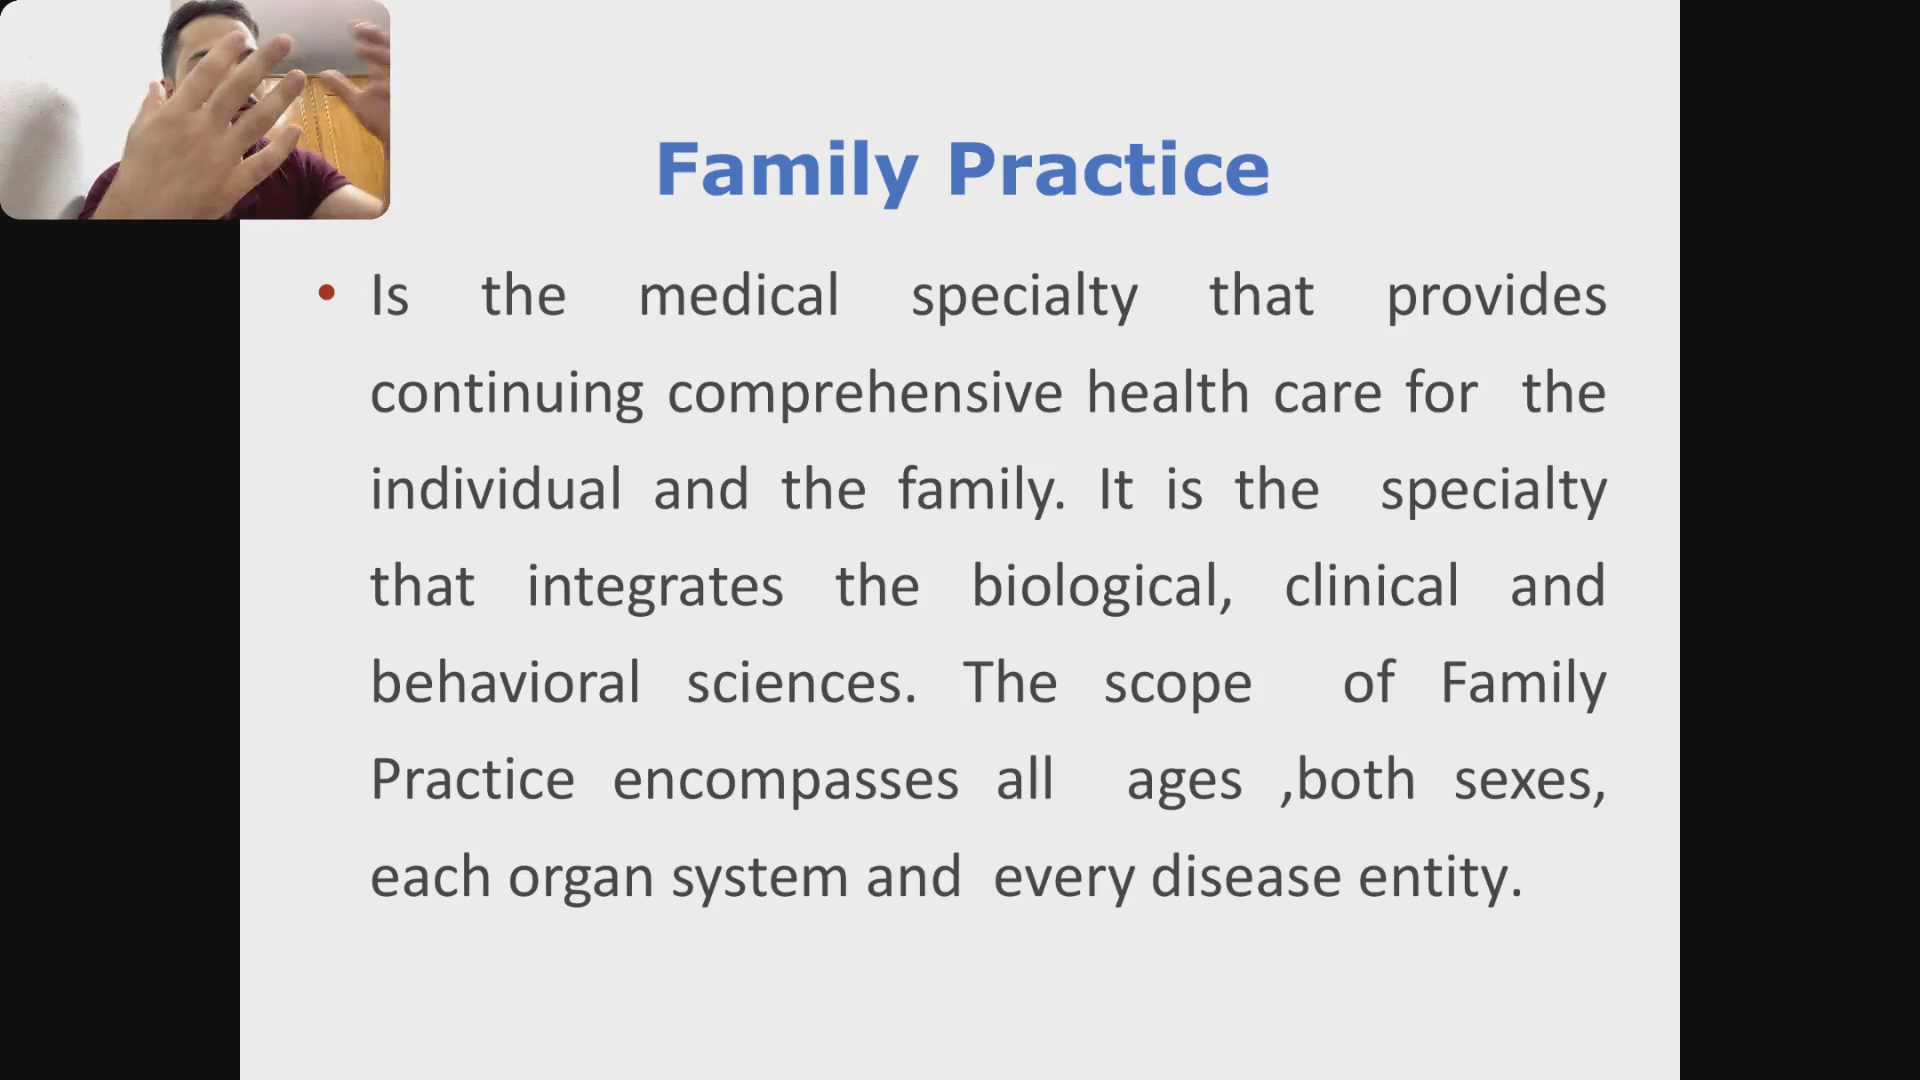 Family Practice
• Is the medical specialty that provides
continuing comprehensive health care for the
individual and the family. It is the specialty
that integrates the biological, clinical and
behavioral sciences. The scope of Family
Practice encompasses all ages ,both sexes,
each organ system and every disease entity.